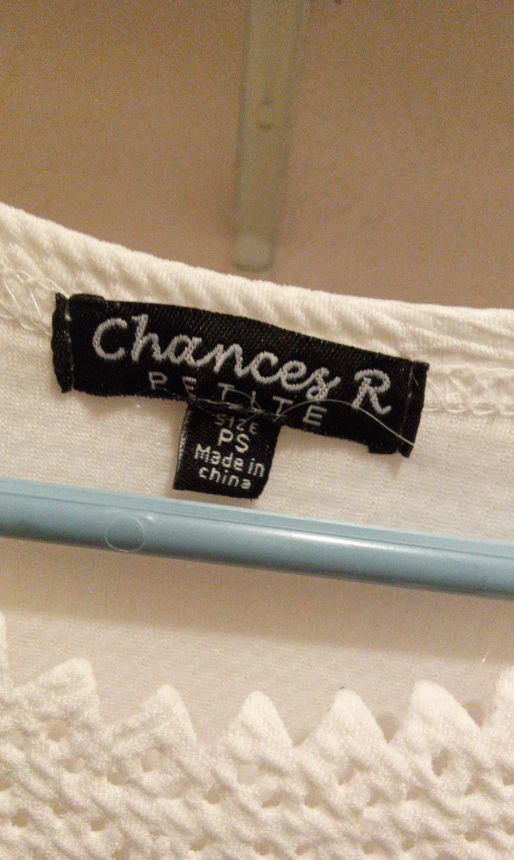 Chances R
PETITE
SIZE
PS
Made in
china